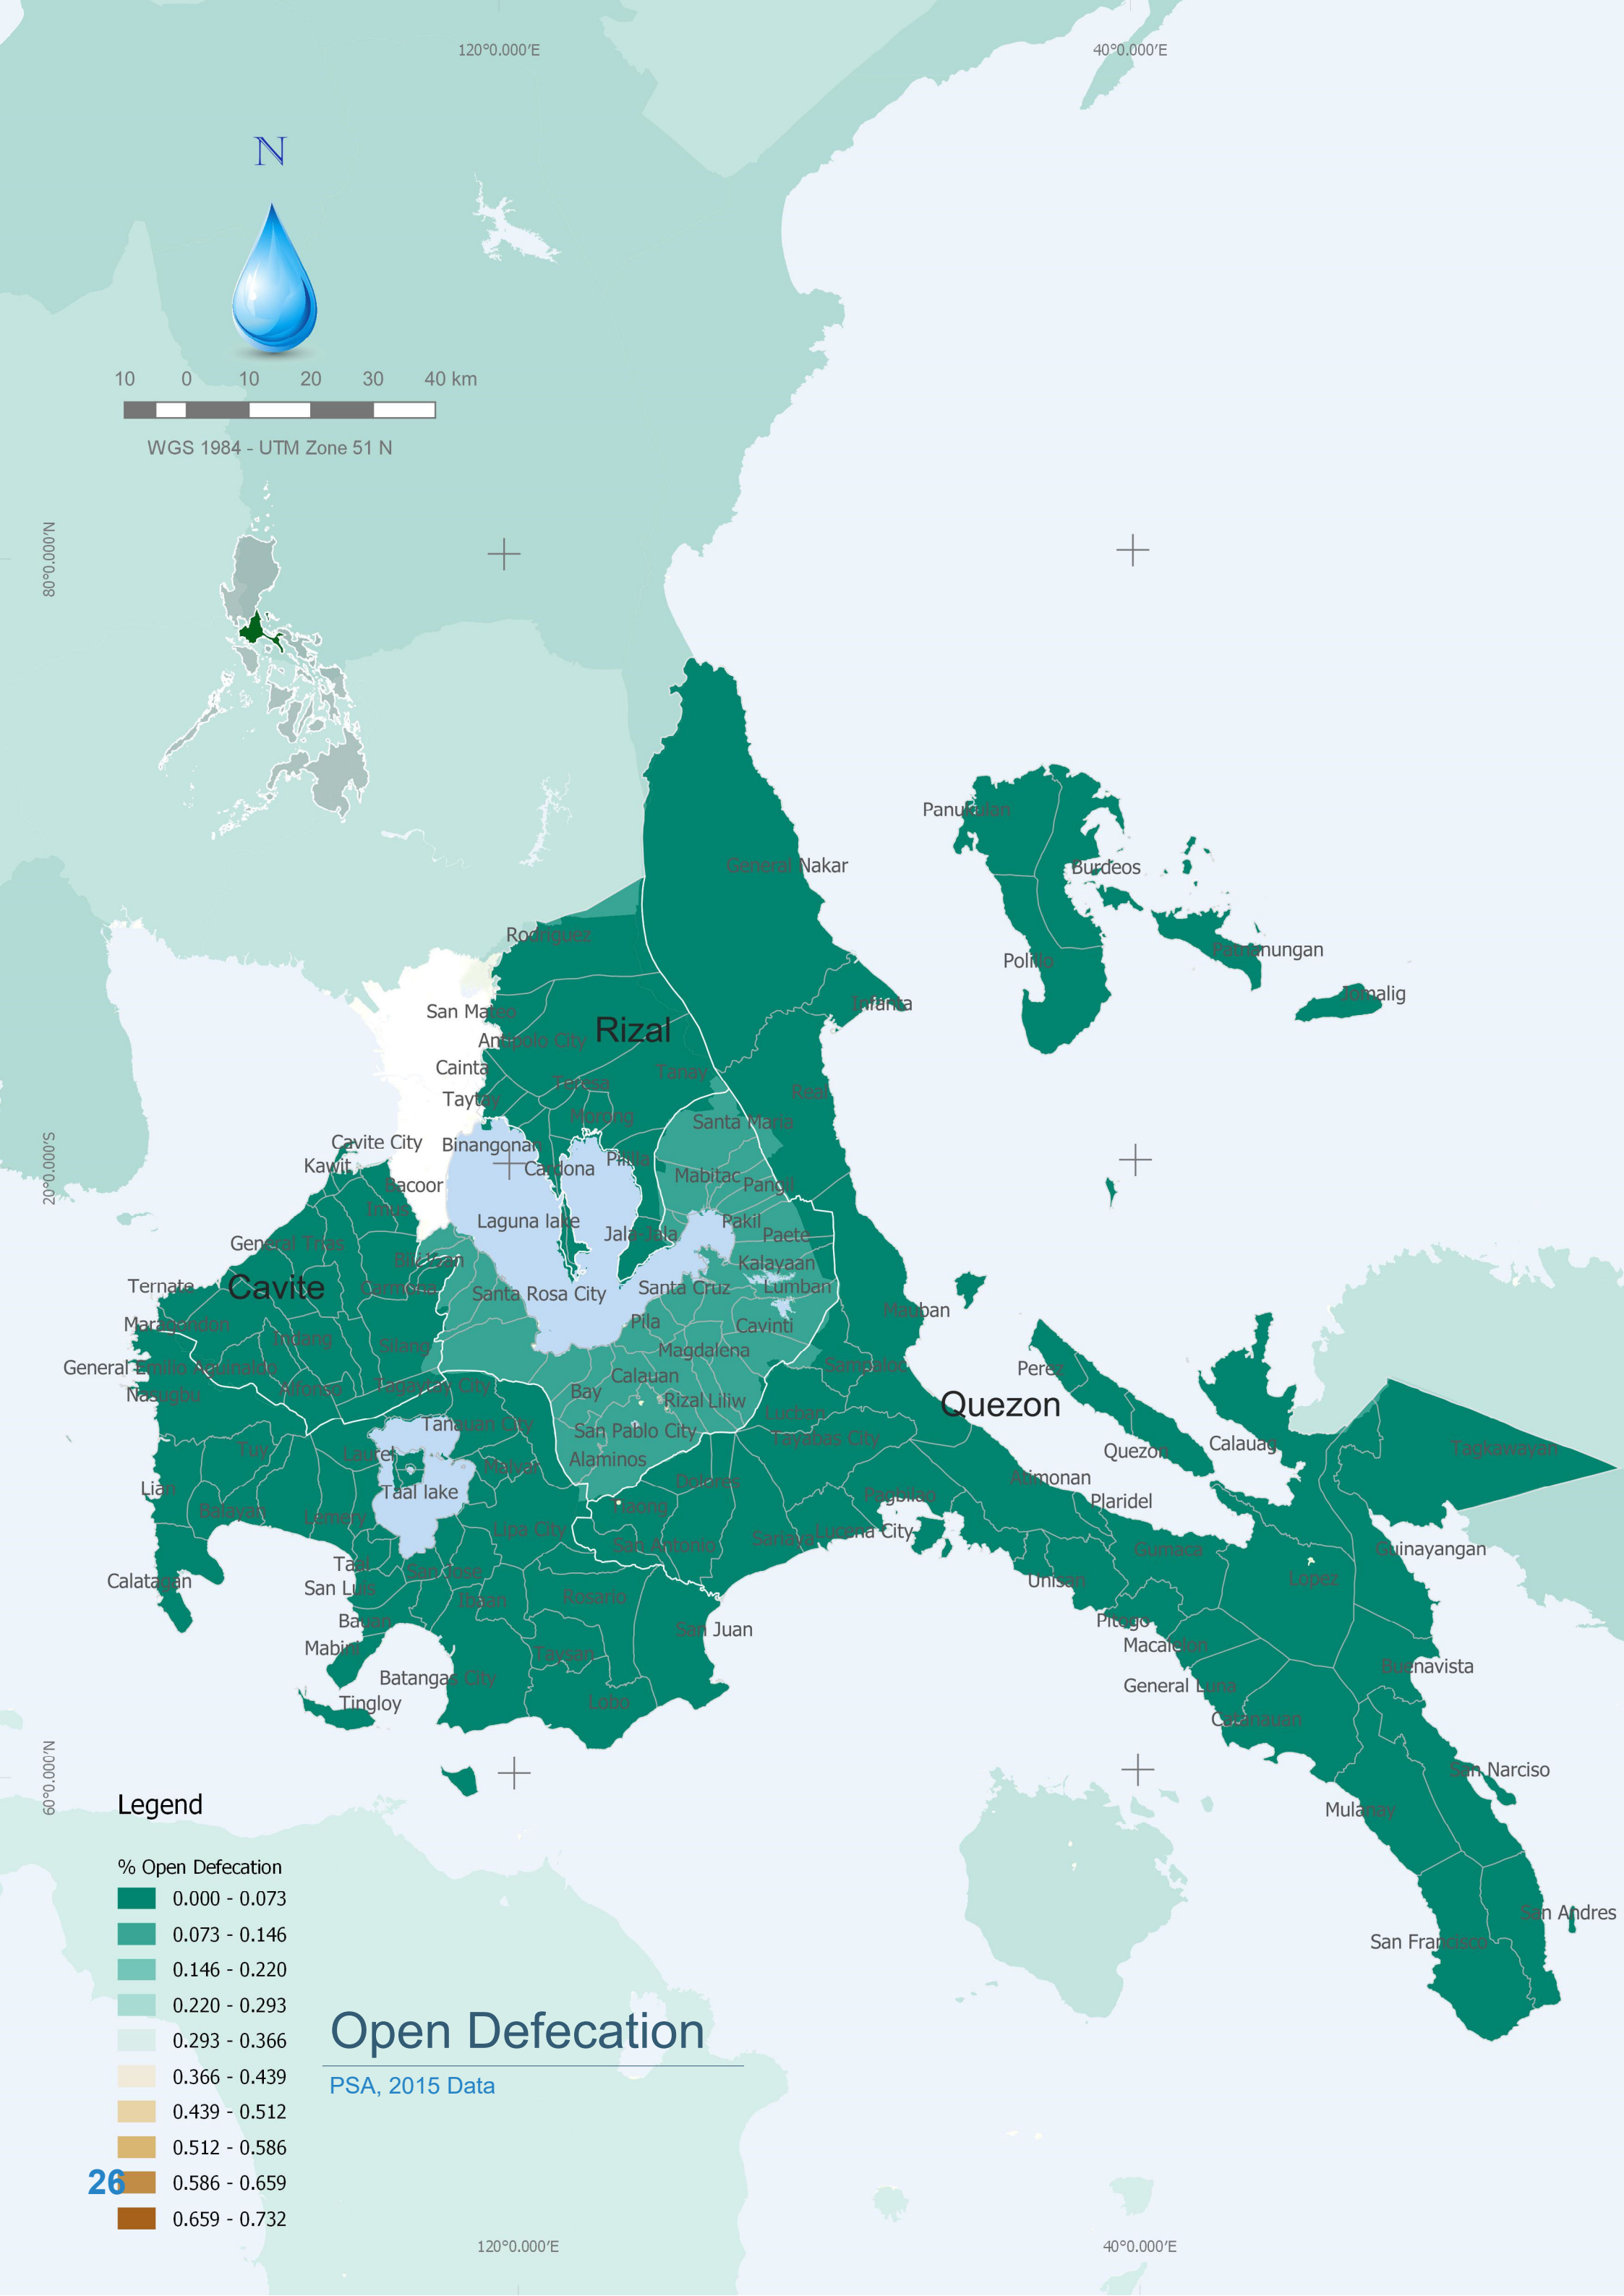 120°0.000'E
40°0.000'E
N
10 0 10 20 30 40 km
WGS 1984 - UTM Zone 51 N
80°0.000'N
Panukulan
General Nakar
Burdeos
Rodriguez
Patnanungan
Polillo
Jomalig
Infanta
San Mateo
Rizal
Antipolo City
Cainta
Tanay
Teresa
Real
Taytay
Morong
Santa Maria
Cavite City
Binangonan
20°0.000'S
Kawit
Cardona
Pililla
Mabitac
Pangil
Bacoor
Imus
Laguna lake
Pakil
Jala-Jala
Paete
General Trias
Kalayaan
Ternate
Cavite
Carmona
Santa Rosa City
Santa Cruz
Lumban
Mauban
Maragondon
Pila
Cavinti
Indang
Silang
Magdalena
General Emilio Aguinaldo
Sampaloc
Perez
Nasugbu
Alfonso
Tagaytay City
Bay
Calauan
Rizal
Liliw
Quezon
Lucban
Tanauan City
San Pablo City
Tayabas City
Quezon
Calauag
Tuy
Laurel
Alaminos
Tagkawayan
Malvar
Dolores
Atimonan
Lian
Taal lake
Pagbilao
Plaridel
Balayan
Lemery
Tiaong
Lipa City
San Antonio
Sariaya
Lucena City
Gumaca
Guinayangan
Taal
San Jose
Calatagan
San Luis
Unisan
Lopez
Ibaan
Rosario
Bauan
San Juan
Pitogo
Mabini
Taysan
Macalelon
Batangas City
Buenavista
General Luna
Tingloy
Lobo
Catanauan
60°0.000'N
San Narciso
Mulanay
San Andres
San Francisco
Legend
% Open Defecation
0.000 - 0.073
0.073 - 0.146
0.146 - 0.220
0.220 - 0.293
0.293 - 0.366
0.366 - 0.439
0.439 - 0.512
0.512 - 0.586
0.586 - 0.659
0.659 - 0.732
Open Defecation
PSA, 2015 Data
26
120°0.000'E
40°0.000'E